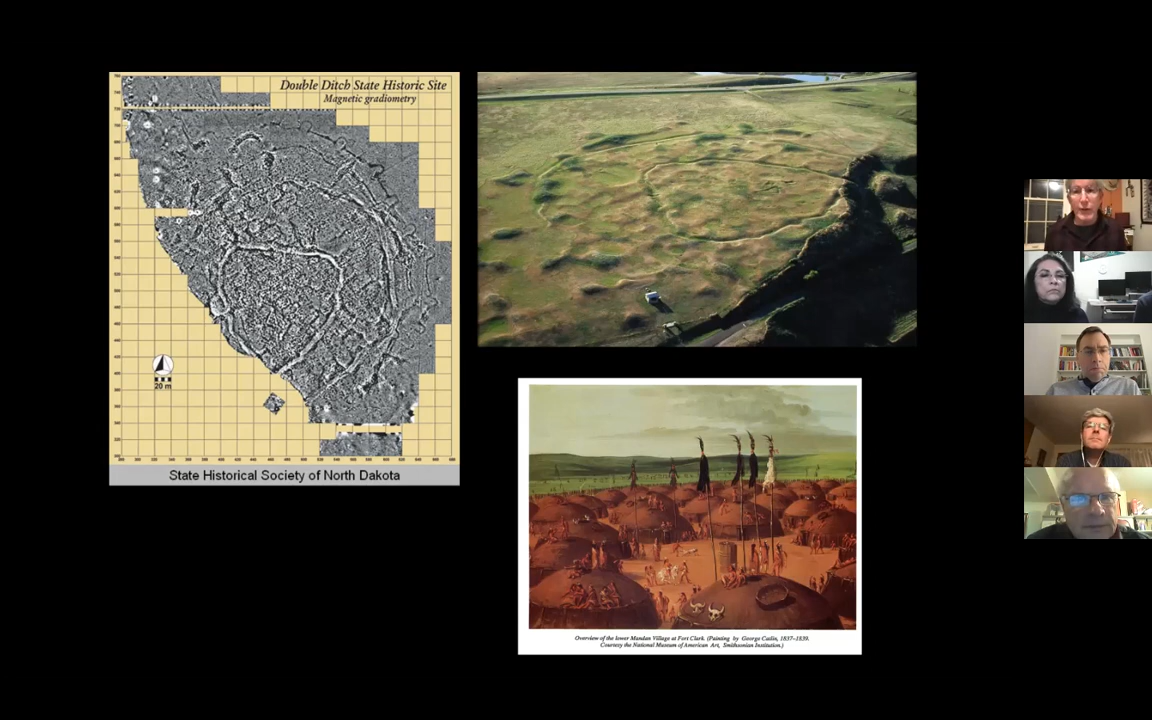 Double Ditch State Historic Site
Magnetic gradiometry
20 m
State Historical Society of North Dakota
Overview of the lower Mandan Village at Fort Clark. (Painting by George Catlin, 1837–1839.
Courtesy the National Museum of American Art, Smithsonian Institution.)